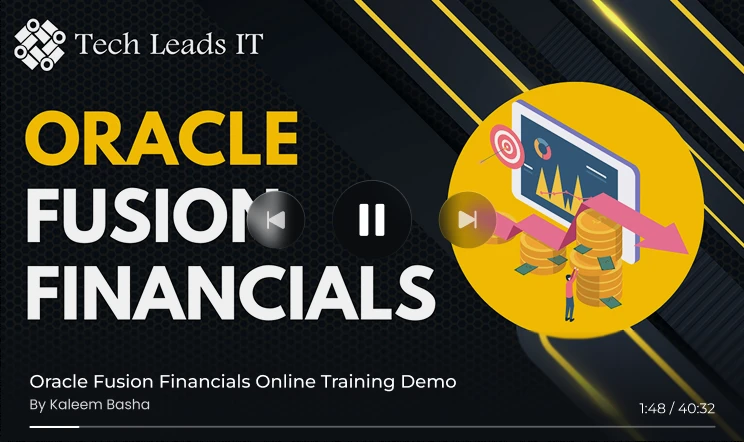 Tech Leads IT
ORACLE
FUSION
FINANCIALS
Oracle Fusion Financials Online Training Demo
By Kaleem Basha
1:48 / 40:32